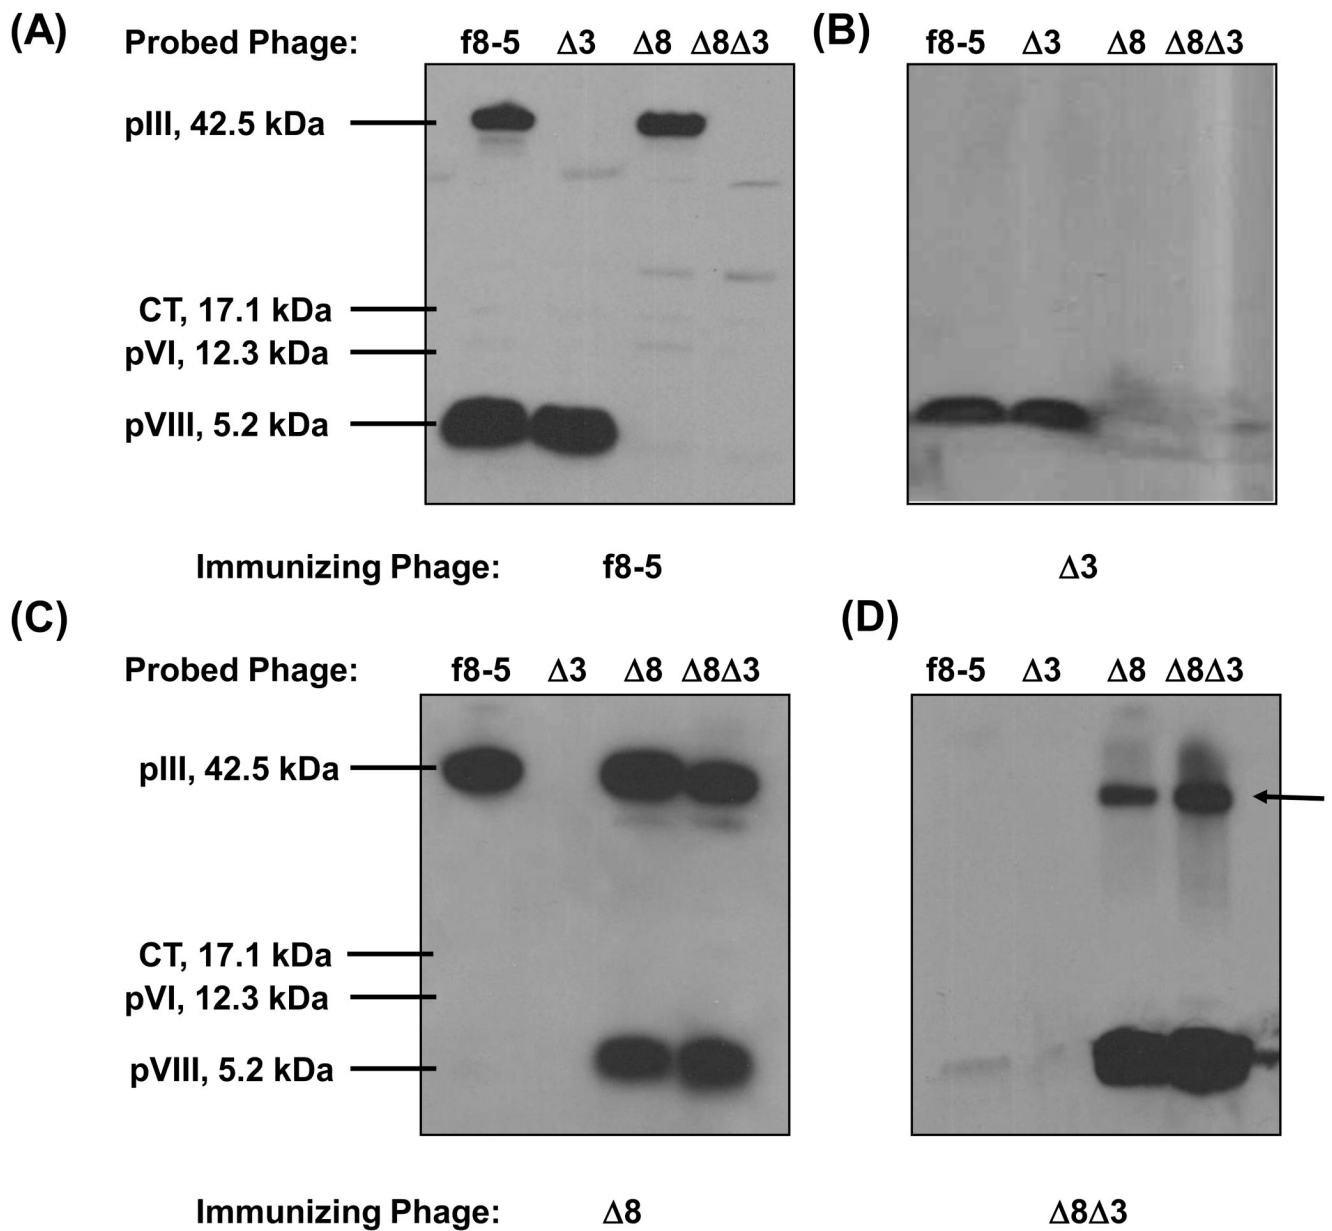 (A) Probed Phage: f8-5 Δ3 Δ8 Δ8Δ3
(B) f8-5 Δ3 Δ8 Δ8Δ3
pIII, 42.5 kDa
CT, 17.1 kDa
pVI, 12.3 kDa
pVIII, 5.2 kDa
Immunizing Phage: f8-5 Δ3
(C)
(D)
Probed Phage: f8-5 Δ3 Δ8 Δ8Δ3 f8-5 Δ3 Δ8 Δ8Δ3
pIII, 42.5 kDa
CT, 17.1 kDa
pVI, 12.3 kDa
pVIII, 5.2 kDa
Immunizing Phage: Δ8 Δ8Δ3